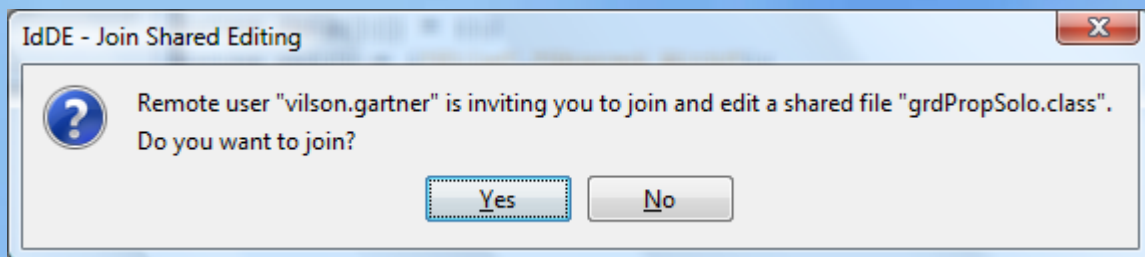 IdDE - Join Shared Editing
Remote user "vilson.gartner" is inviting you to join and edit a shared file "grdPropSolo.class".
Do you want to join?
Yes
No